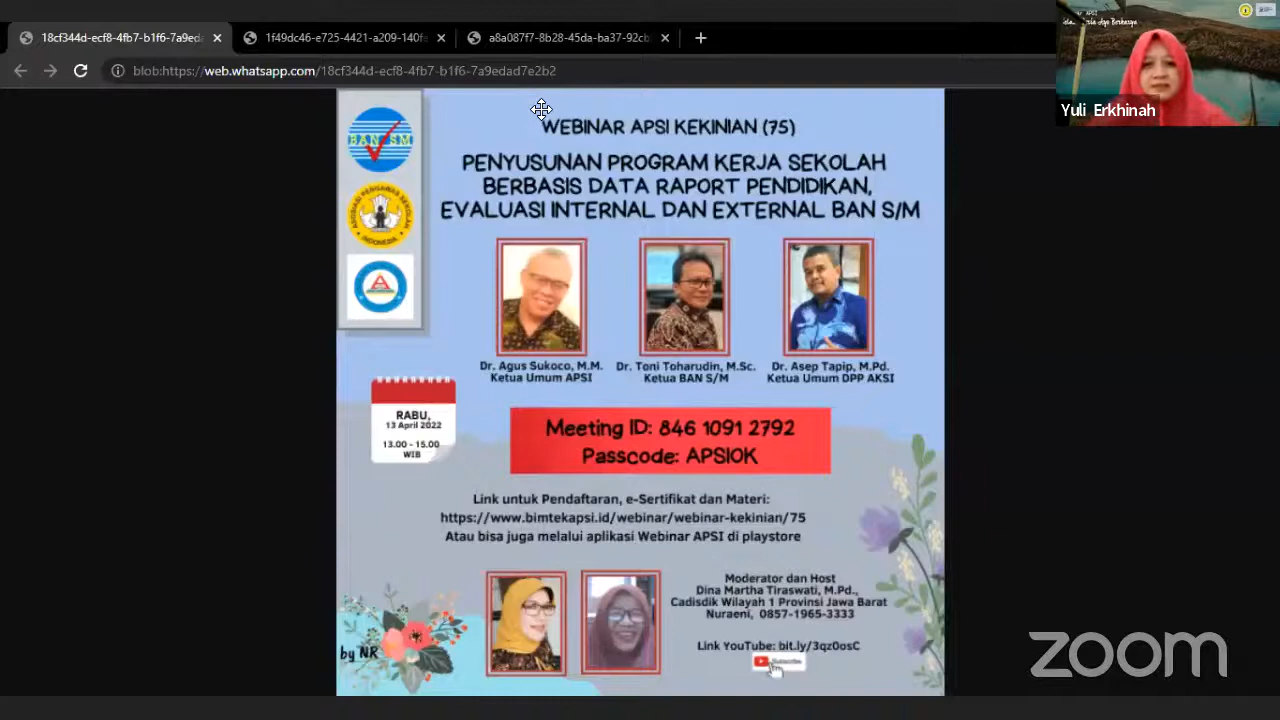 18cf344d-ecf8-4fb7-b1f6-7a9ed
1f49dc46-e725-4421-a209-140f
a8a087f7-8b28-45da-ba37-92cb
blob:https://web.whatsapp.com/18cf344d-ecf8-4fb7-b1f6-7a9edad7e2b2
Yuli Erkhinah
BAN SM
ASOSIASI PENGAWAS SEKOLAH
INDONESIA
WEBINAR APSI KEKINIAN (75)
PENYUSUNAN PROGRAM KERJA SEKOLAH
BERBASIS DATA RAPORT PENDIDIKAN,
EVALUASI INTERNAL DAN EXTERNAL BAN S/M
Dr. Agus Sukoco, M.M.
Ketua Umum APSI
Dr. Toni Toharudin, M.Sc.
Ketua BAN S/M
Dr. Asep Tapip, M.Pd.
Ketua Umum DPP AKSI
RABU,
13 April 2022
13.00 - 15.00
WIB
Meeting ID: 846 1091 2792
Passcode: APSIOK
Link untuk Pendaftaran, e-Sertifikat dan Materi:
https://www.bimtekapsi.id/webinar/webinar-kekinian/75
Atau bisa juga melalui aplikasi Webinar APSI di playstore
Moderator dan Host
Dina Martha Tiraswati, M.Pd.,
Cadisdik Wilayah 1 Provinsi Jawa Barat
Nuraeni, 0857-1965-3333
Link YouTube: bit.ly/3qz0osC
by NR
zoom